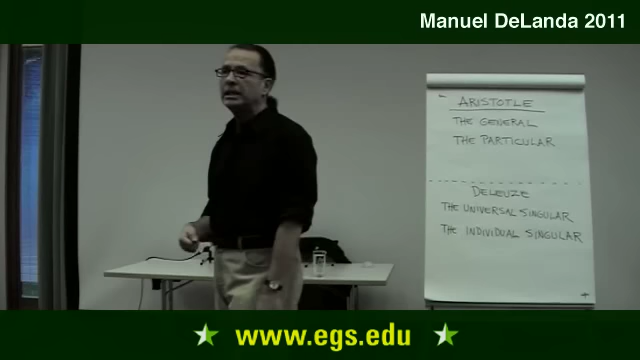 Manuel DeLanda 2011
ARISTOTLE
THE GENERAL
THE PARTICULAR
DELEUZE
THE UNIVERSAL SINGULAR
THE INDIVIDUAL SINGULAR
www.egs.edu